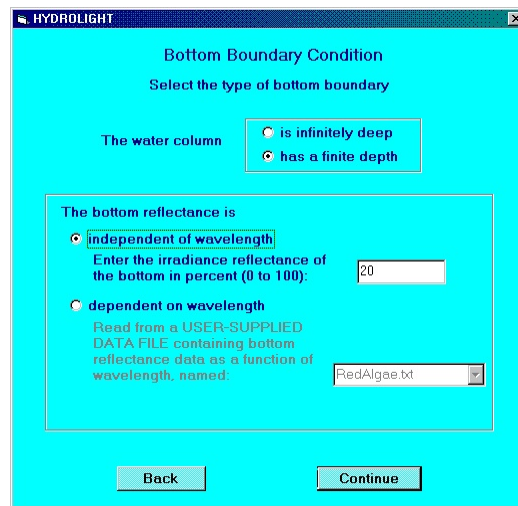 HYDROLIGHT
Bottom Boundary Condition
Select the type of bottom boundary
The water column
is infinitely deep
has a finite depth
The bottom reflectance is
independent of wavelength
Enter the irradiance reflectance of
the bottom in percent (0 to 100):
20
dependent on wavelength
Read from a USER-SUPPLIED
DATA FILE containing bottom
reflectance data as a function of
wavelength, named:
RedAlgae.txt
Back
Continue